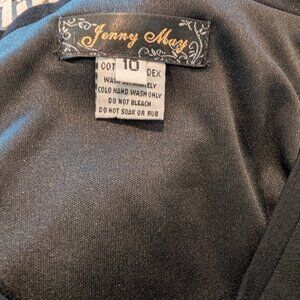 Jenny May
10
COT DEX
WASH SEPARATELY
COLD HAND WASH ONLY
DO NOT BLEACH
DO NOT SOAK OR RUB